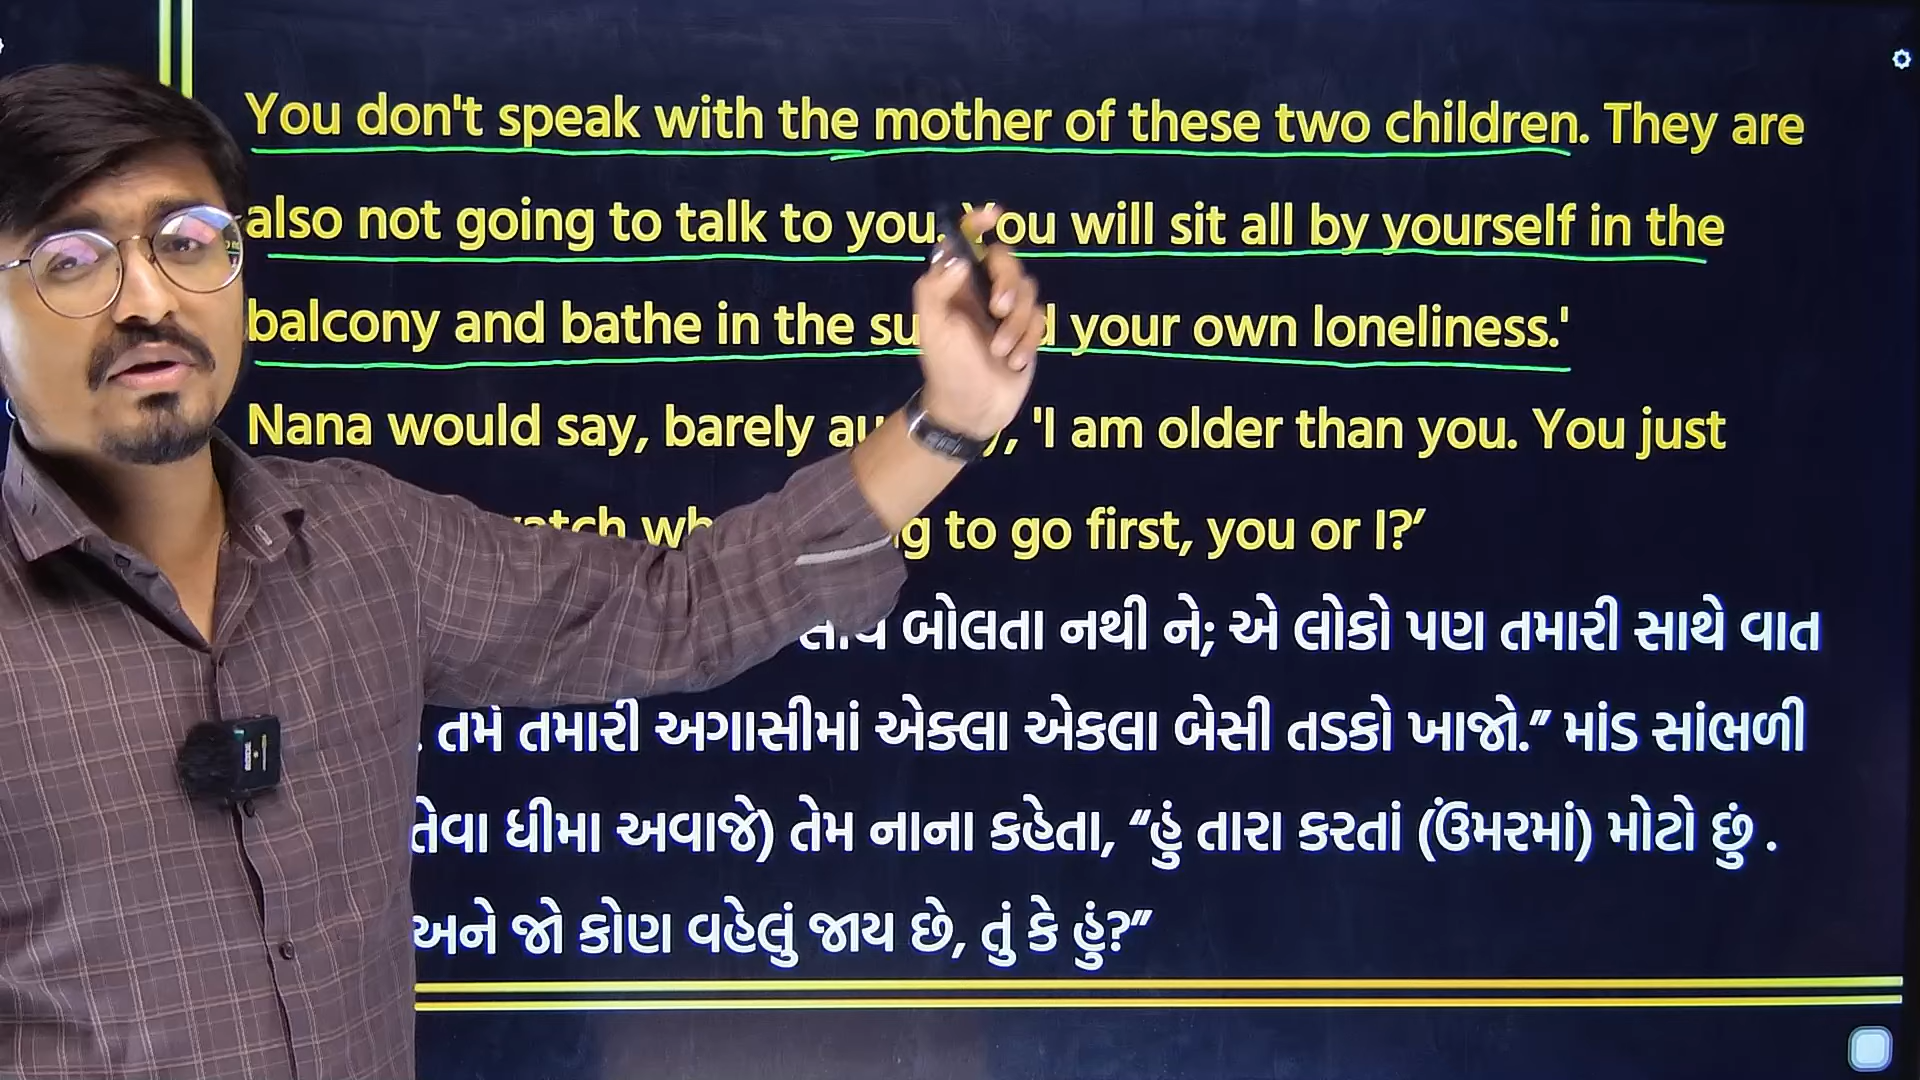 You don't speak with the mother of these two children. They are
also not going to talk to you. You will sit all by yourself in the
balcony and bathe in the your own loneliness.'
Nana would say, barely 'I am older than you. You just
to go first, you or I?’
બોલતા નથી ને; એ લોકો પણ તમારી સાથે વાત
તમે તમારી અગાસીમાં એક્લા એકલા બેસી તડકો ખાજો.” માંડ સાંભળી
તેવા ધીમા અવાજે) તેમ નાના કહેતા, “હું તારા કરતાં (ઉંમરમાં) મોટો છું .
અને જો કોણ વહેલું જાય છે, તું કે હું?”